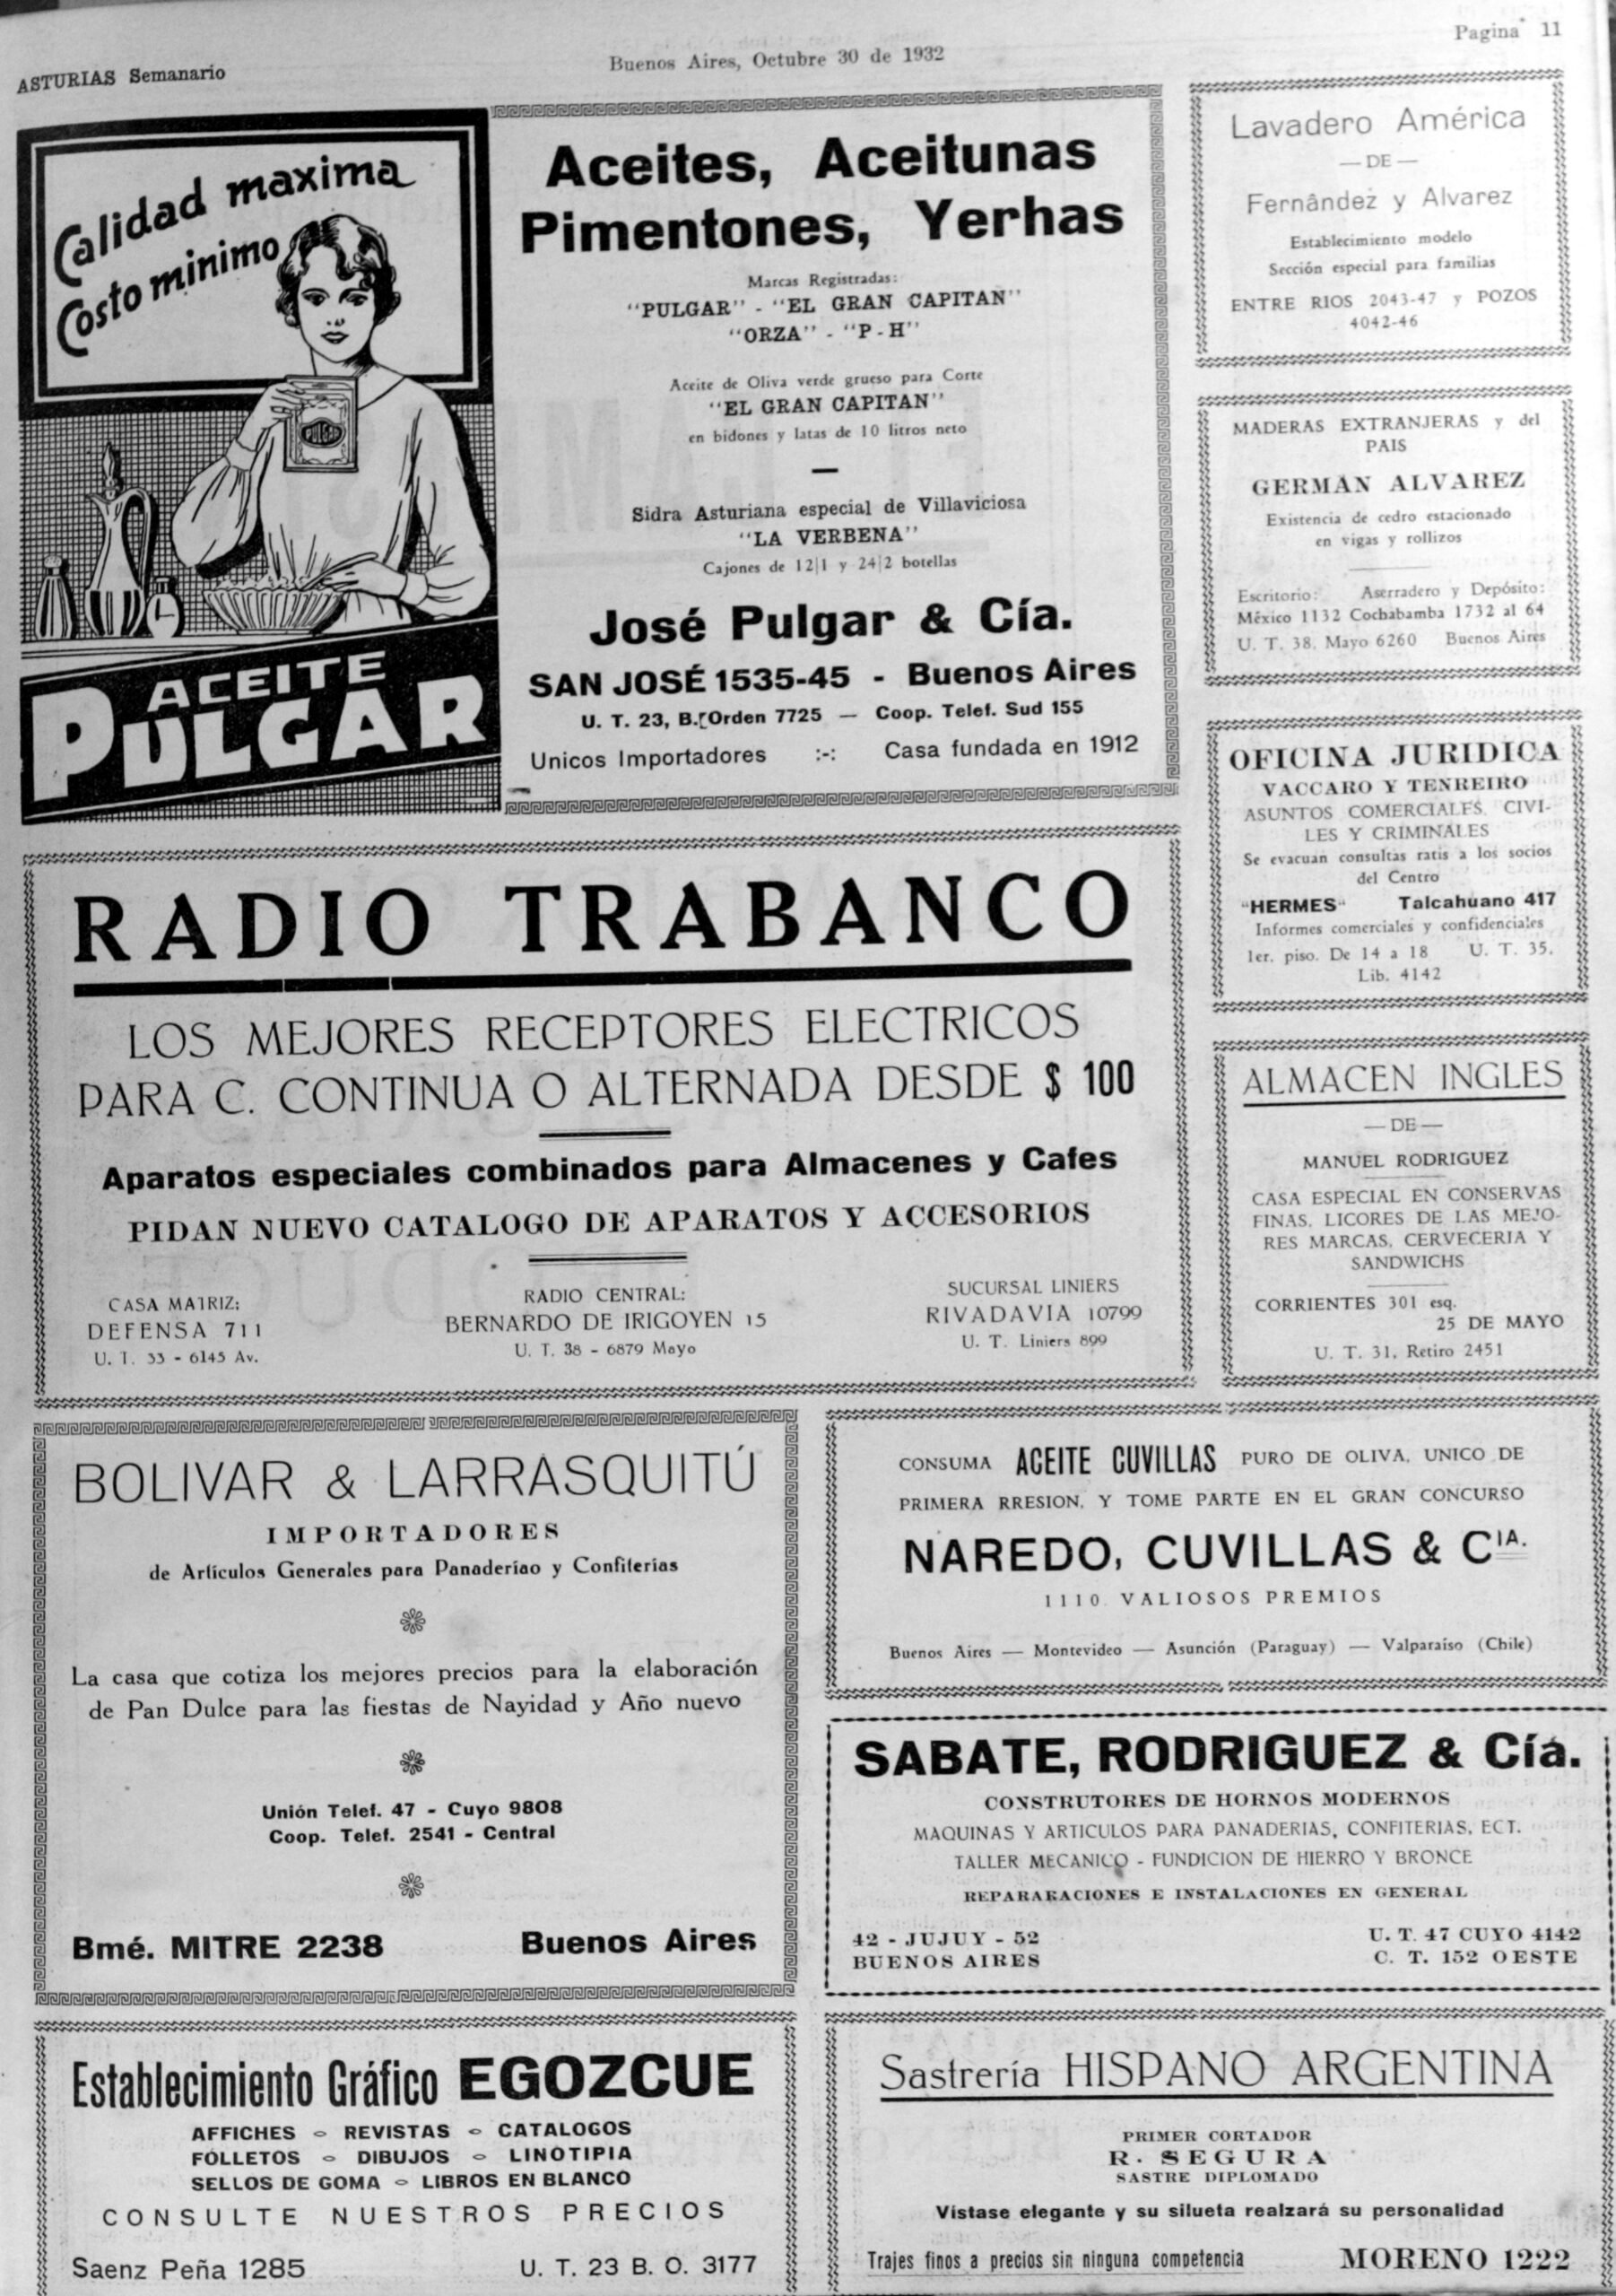 ASTURIAS Semanario
Buenos Aires, Octubre 30 de 1932
Pagina 11
Calidad maxima
Costo minimo
PULGAR
ACEITE
PULGAR
Aceites, Aceitunas
Pimentones, Yerhas
Marcas Registradas:
"PULGAR" - "EL GRAN CAPITAN"
"ORZA" - "P-H"
Aceite de Oliva verde grueso para Corte
"EL GRAN CAPITAN"
en bidones y latas de 10 litros neto
Sidra Asturiana especial de Villaviciosa
"LA VERBENA"
Cajones de 12|1 y 24|2 botellas
José Pulgar & Cía.
SAN JOSÉ 1535-45 - Buenos Aires
U. T. 23, B. Orden 7725 — Coop. Telef. Sud 155
Unicos Importadores :-: Casa fundada en 1912
Lavadero América
— DE —
Fernândez y Alvarez
Establecimiento modelo
Sección especial para familias
ENTRE RIOS 2043-47 y POZOS
4042-46
MADERAS EXTRANJERAS y del
PAIS
GERMAN ALVAREZ
Existencia de cedro estacionado
en vigas y rollizos
Escritorio: Aserradero y Depósito:
México 1132 Cochabamba 1732 al 64
U. T. 38, Mayo 6260 Buenos Aires
OFICINA JURIDICA
VACCARO Y TENREIRO
ASUNTOS COMERCIALES, CIVI-
LES Y CRIMINALES
Se evacuan consultas ratis a los socios
del Centro
"HERMES" Talcahuano 417
Informes comerciales y confidenciales
1er. piso. De 14 a 18 U. T. 35.
Lib. 4142
RADIO TRABANCO
LOS MEJORES RECEPTORES ELECTRICOS
PARA C. CONTINUA O ALTERNADA DESDE $ 100
Aparatos especiales combinados para Almacenes y Cafes
PIDAN NUEVO CATALOGO DE APARATOS Y ACCESORIOS
CASA MATRIZ:
DEFENSA 711
U. T. 33 - 6145 Av.
RADIO CENTRAL:
BERNARDO DE IRIGOYEN 15
U. T. 38 - 6879 Mayo
SUCURSAL LINIERS
RIVADAVIA 10799
U. T. Liniers 899
ALMACEN INGLES
— DE —
MANUEL RODRIGUEZ
CASA ESPECIAL EN CONSERVAS
FINAS, LICORES DE LAS MEJO-
RES MARCAS, CERVECERIA Y
SANDWICHS
CORRIENTES 301 esq.
25 DE MAYO
U. T. 31, Retiro 2451
BOLIVAR & LARRASQUITÚ
IMPORTADORES
de Artículos Generales para Panaderiao y Confiterias
La casa que cotiza los mejores precios para la elaboración
de Pan Dulce para las fiestas de Nayidad y Año nuevo
Unión Telef. 47 - Cuyo 9808
Coop. Telef. 2541 - Central
Bmé. MITRE 2238 Buenos Aires
CONSUMA ACEITE CUVILLAS PURO DE OLIVA, UNICO DE
PRIMERA RRESION, Y TOME PARTE EN EL GRAN CONCURSO
NAREDO, CUVILLAS & CIA.
1110 VALIOSOS PREMIOS
Buenos Aires — Montevideo — Asunción (Paraguay) — Valparaíso (Chile)
SABATE, RODRIGUEZ & Cía.
CONSTRUTORES DE HORNOS MODERNOS
MAQUINAS Y ARTICULOS PARA PANADERIAS, CONFITERIAS, ECT.
TALLER MECANICO - FUNDICION DE HIERRO Y BRONCE
REPARARACIONES E INSTALACIONES EN GENERAL
42 - JUJUY - 52
BUENOS AIRES
U. T. 47 CUYO 4142
C. T. 152 OESTE
Establecimiento Gráfico EGOZCUE
AFFICHES - REVISTAS - CATALOGOS
FOLLETOS - DIBUJOS - LINOTIPIA
SELLOS DE GOMA - LIBROS EN BLANCO
CONSULTE NUESTROS PRECIOS
Saenz Peña 1285 U. T. 23 B. O. 3177
Sastrería HISPANO ARGENTINA
PRIMER CORTADOR
R. SEGURA
SASTRE DIPLOMADO
Vistase elegante y su silueta realzará su personalidad
Trajes finos a precios sin ninguna competencia MORENO 1222